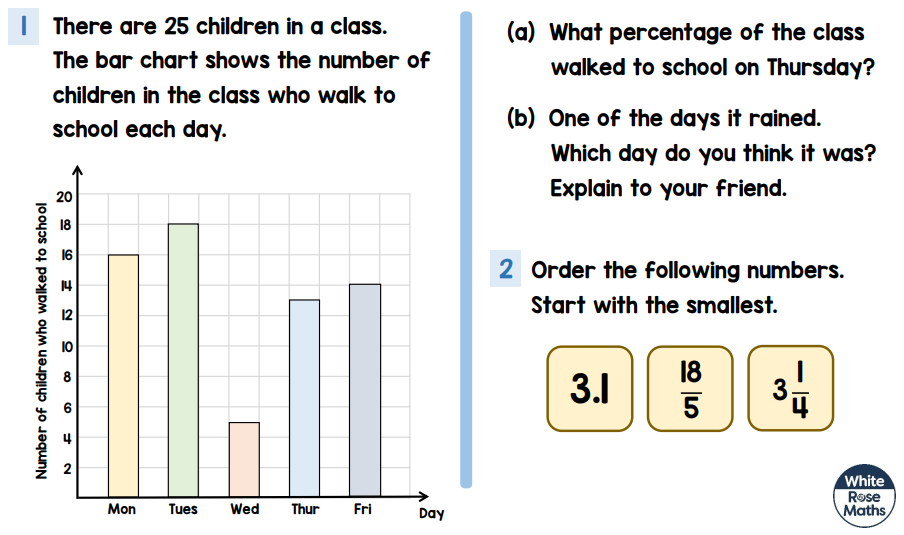 1
There are 25 children in a class.
The bar chart shows the number of
children in the class who walk to
school each day.
Number of children who walked to school
20
18
16
14
12
10
8
6
4
2
Mon Tues Wed Thur Fri
Day
(a) What percentage of the class
walked to school on Thursday?
(b) One of the days it rained.
Which day do you think it was?
Explain to your friend.
2 Order the following numbers.
Start with the smallest.
3.1 18/5 3 1/4
White
Rose
Maths